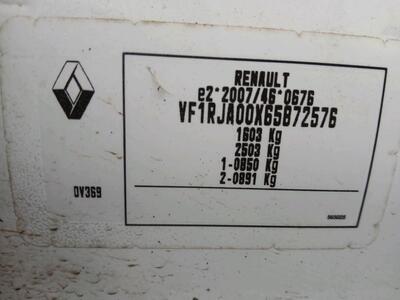 RENAULT
e2*2007/46*0676
VF1RJA00X65872576
1603 Kg
2503 Kg
1-0850 Kg
2-0891 Kg
OV369